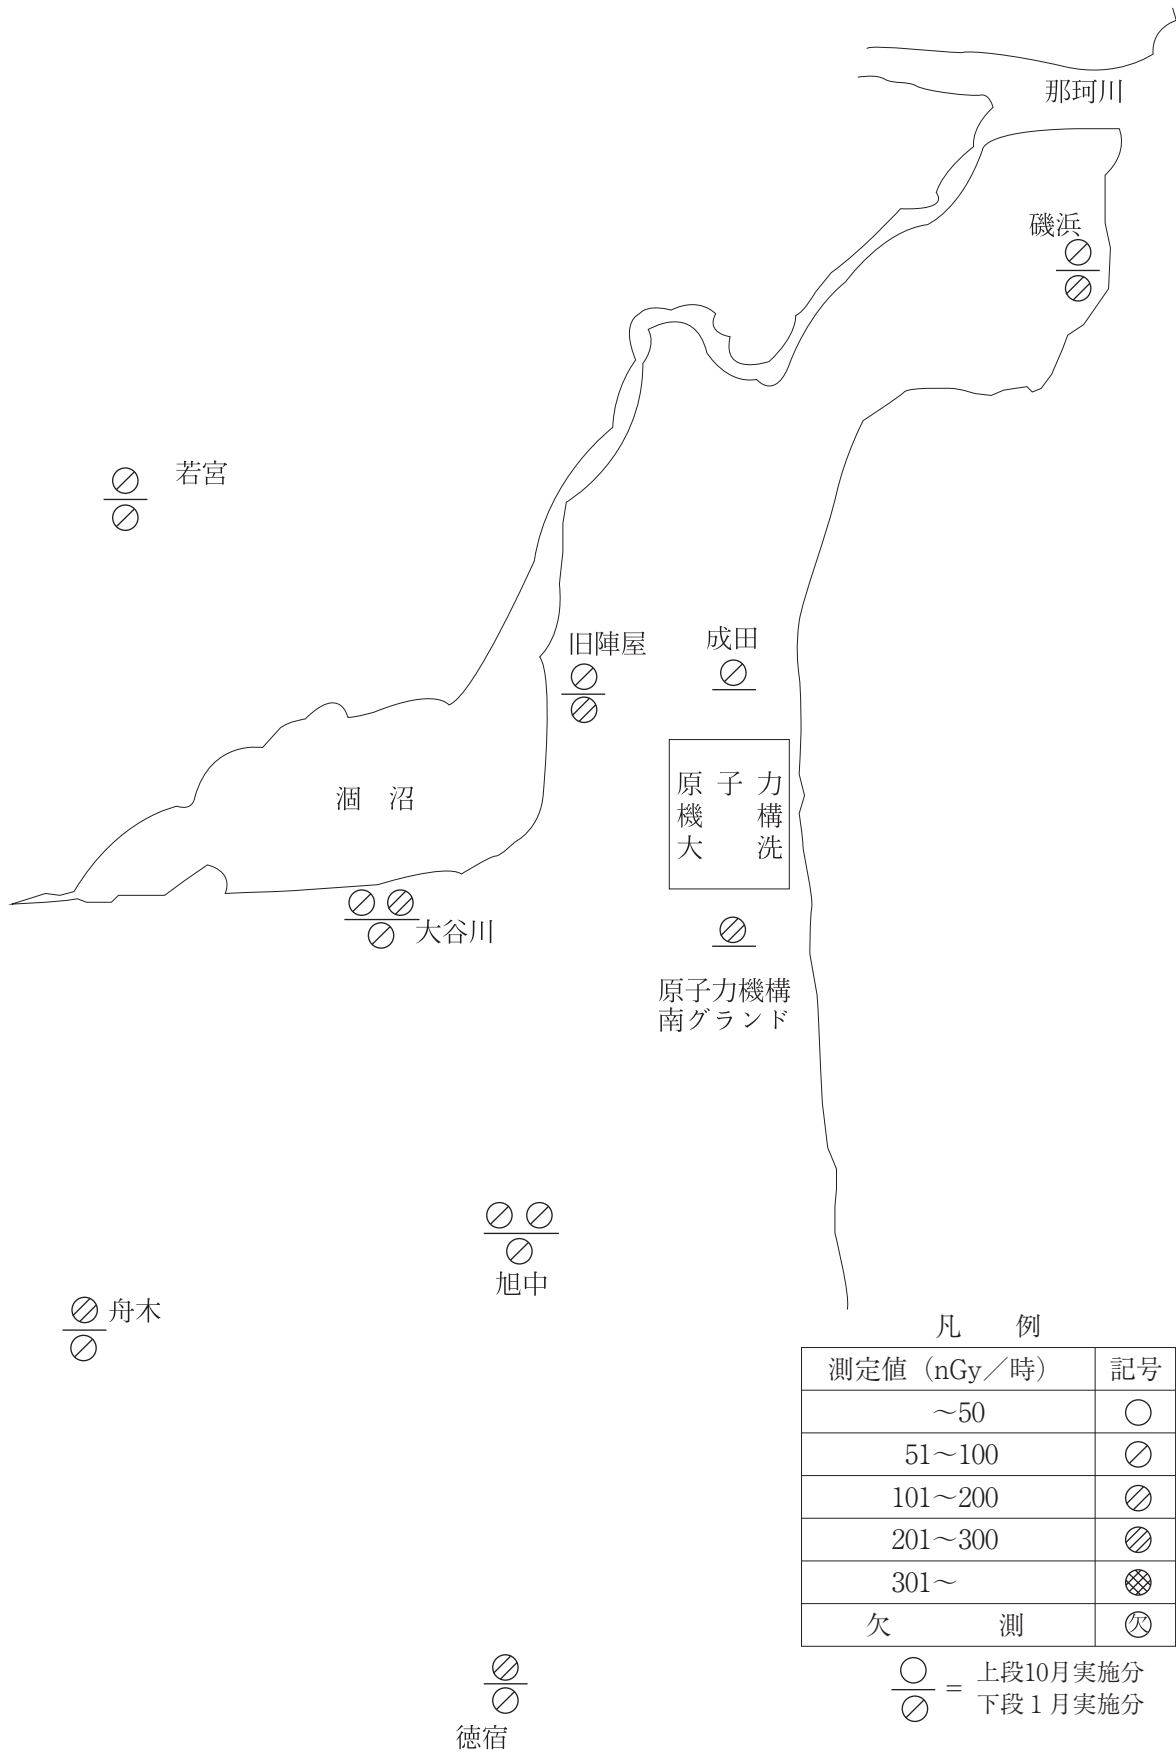 那珂川
磯浜
若宮
旧陣屋
成田
原子力
機構
大洗
涸沼
大谷川
原子力機構
南グランド
旭中
舟木
凡例
測定値（nGy／時） 記号
～50
51～100
101～200
201～300
301～
欠測 欠
= 上段10月実施分
下段1月実施分
徳宿